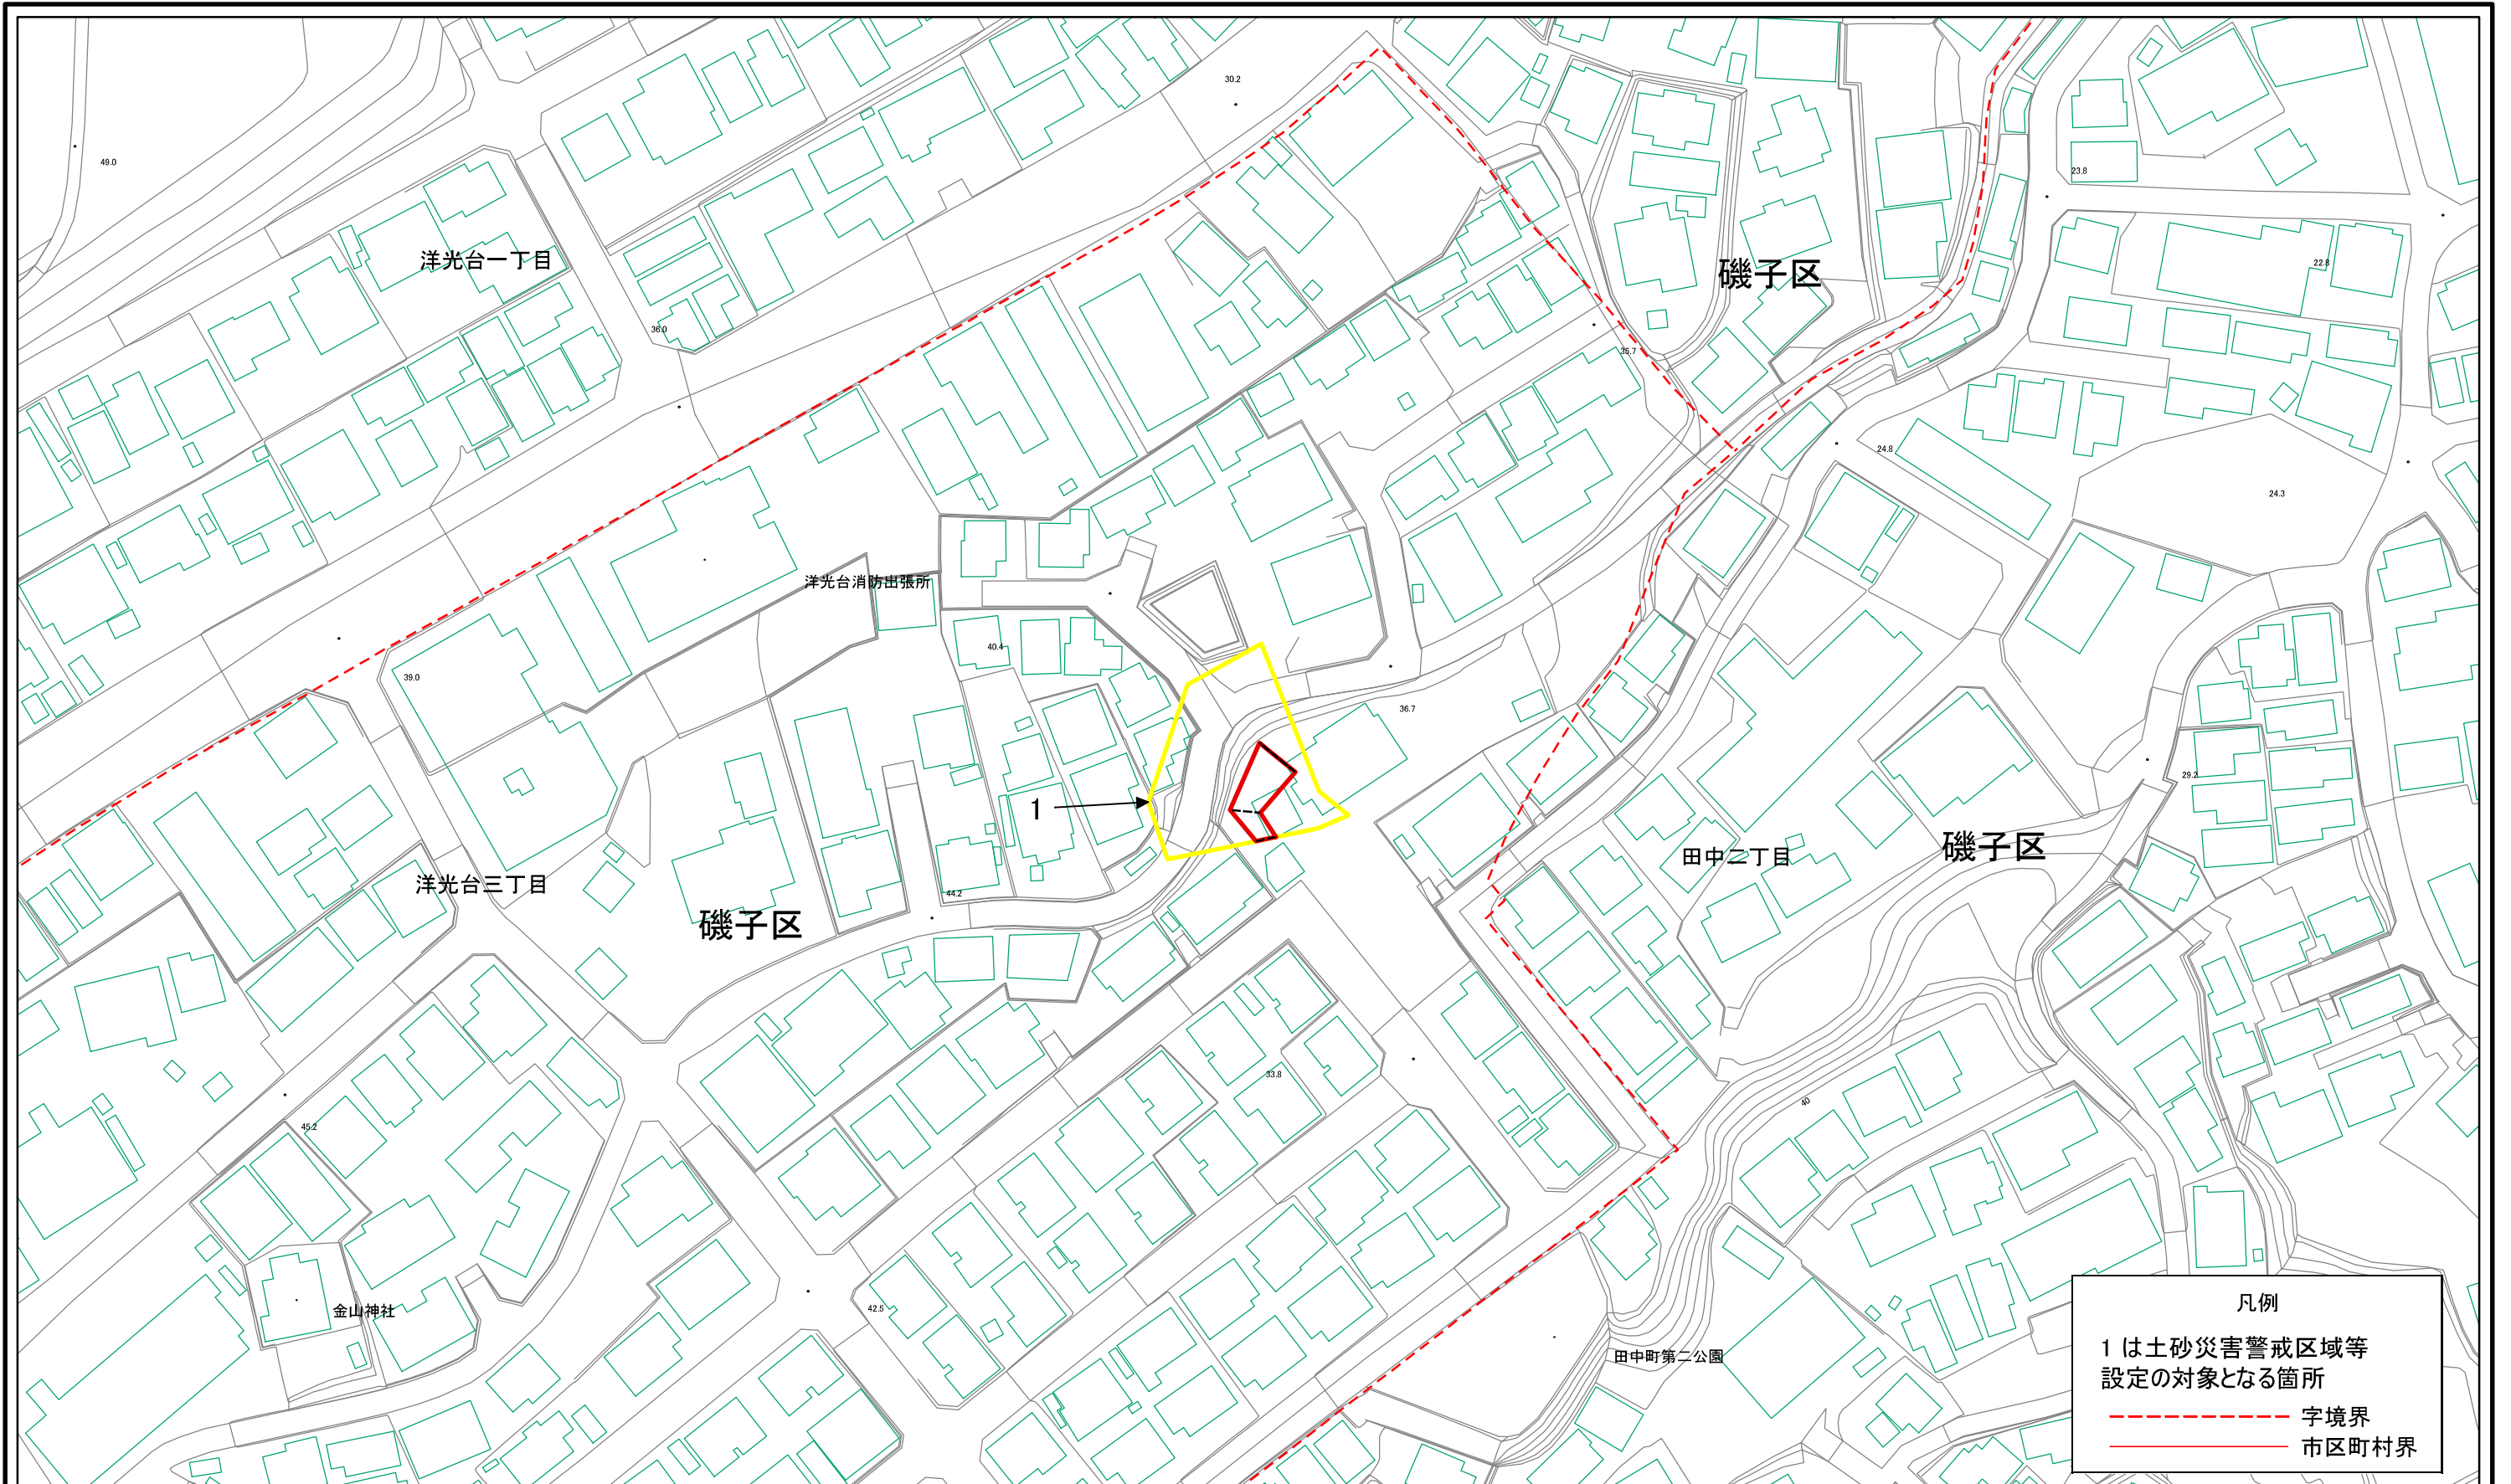 30.2
49.0
23.8
洋光台一丁目
磯子区
22.8
36.0
35.7
24.8
24.3
洋光台消防出張所
40.4
39.0
36.7
29.2
1
磯子区
田中二丁目
洋光台三丁目
44.2
磯子区
33.8
40
45.2
金山神社
42.5
田中町第二公園
凡例
1 は土砂災害警戒区域等
設定の対象となる箇所
字境界
市区町村界